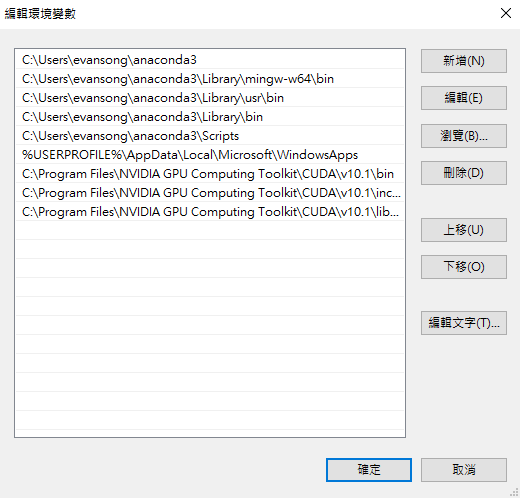 編輯環境變數
C:\Users\evansong\anaconda3
C:\Users\evansong\anaconda3\Library\mingw-w64\bin
C:\Users\evansong\anaconda3\Library\usr\bin
C:\Users\evansong\anaconda3\Library\bin
C:\Users\evansong\anaconda3\Scripts
%USERPROFILE%\AppData\Local\Microsoft\WindowsApps
C:\Program Files\NVIDIA GPU Computing Toolkit\CUDA\v10.1\bin
C:\Program Files\NVIDIA GPU Computing Toolkit\CUDA\v10.1\inc...
C:\Program Files\NVIDIA GPU Computing Toolkit\CUDA\v10.1\lib...
新增(N)
編輯(E)
瀏覽(B)...
刪除(D)
上移(U)
下移(O)
編輯文字(T)...
確定
取消